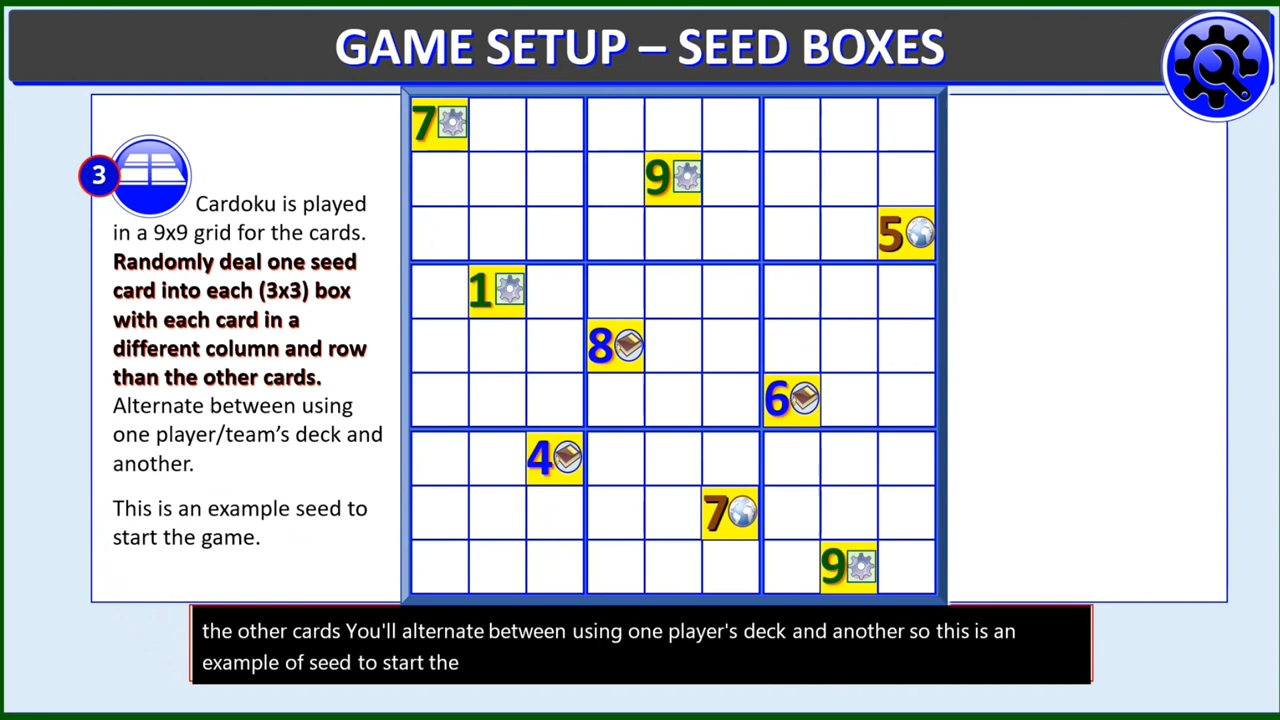 GAME SETUP – SEED BOXES
3
Cardoku is played
in a 9x9 grid for the cards.
Randomly deal one seed
card into each (3x3) box
with each card in a
different column and row
than the other cards.
Alternate between using
one player/team’s deck and
another.
This is an example seed to
start the game.
7
9
5
1
8
6
4
7
9
the other cards You'll alternate between using one player's deck and another so this is an
example of seed to start the